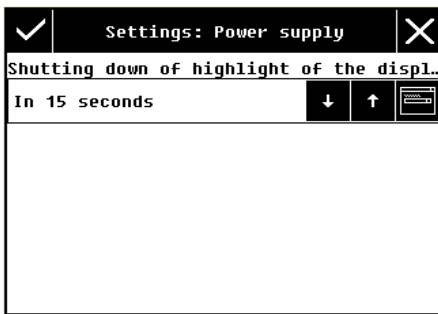 Settings: Power supply
Shutting down of highlight of the displ…
In 15 seconds